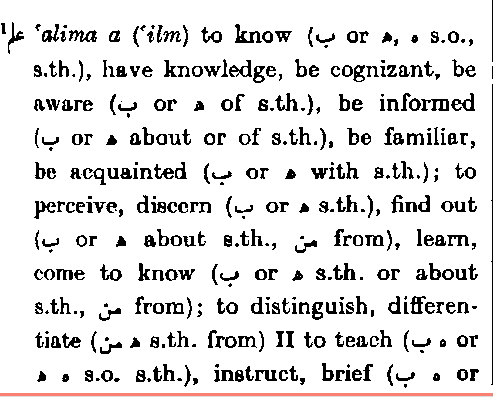 ¹علم ‘alima a (‘ilm) to know (ب or ه, ه s.o.,
s.th.), have knowledge, be cognizant, be
aware (ب or ه of s.th.), be informed
(ب or ه about or of s.th.), be familiar,
be acquainted (ب or ه with s.th.); to
perceive, discern (ب or ه s.th.), find out
(ب or ه about s.th., من from), learn,
come to know (ب or ه s.th. or about
s.th., من from); to distinguish, differen-
tiate (من ه s.th. from) II to teach (ب ه or
ه ه s.o. s.th.), instruct, brief (ب ه or